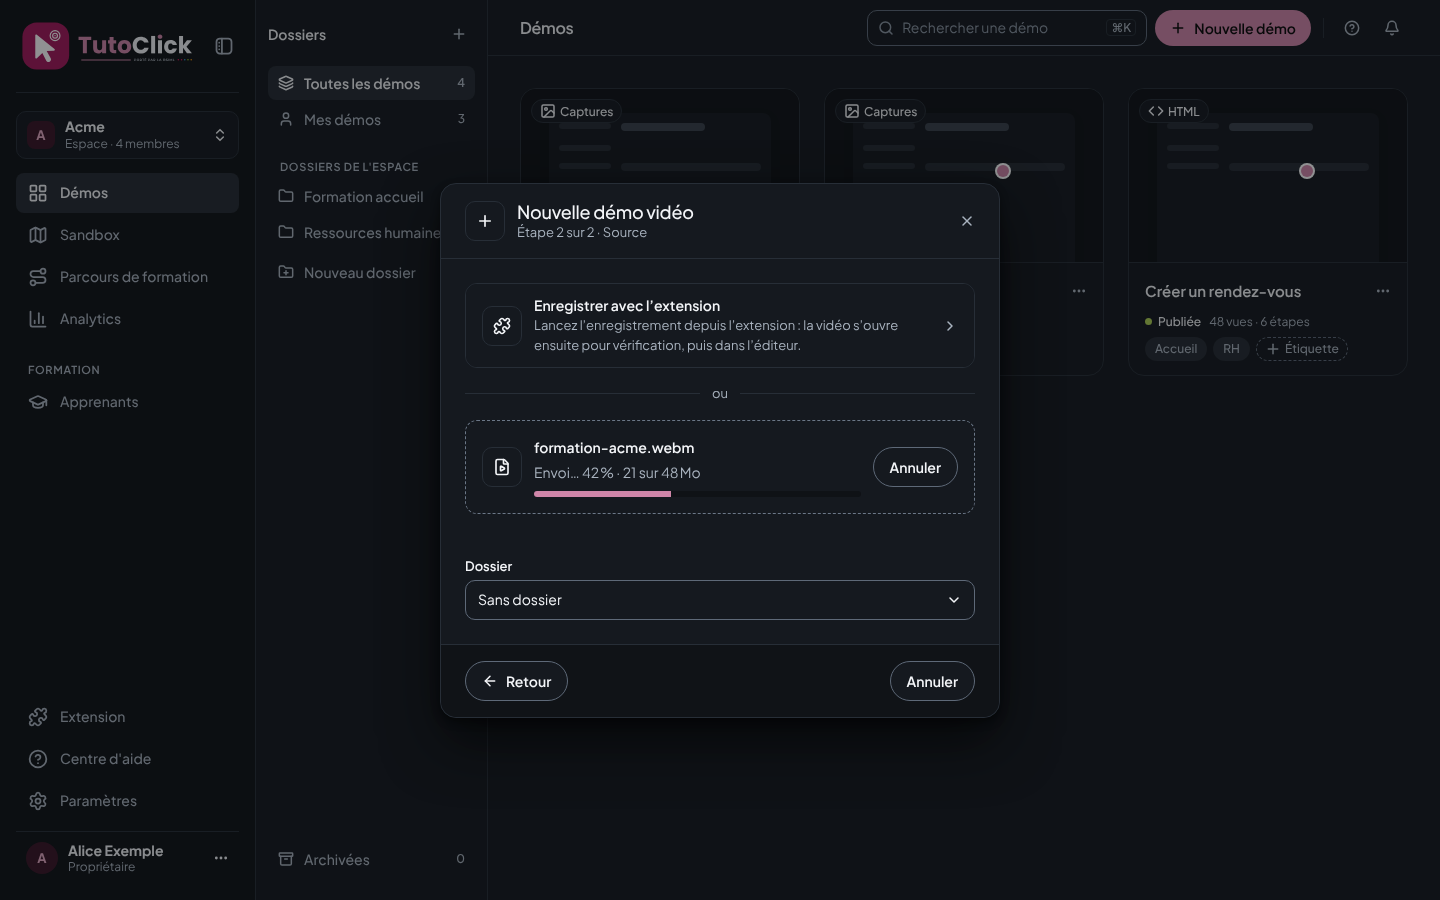 TutoClick
Acme
Espace · 4 membres
A
Démos
Sandbox
Parcours de formation
Analytics
FORMATION
Apprenants
Extension
Centre d'aide
Paramètres
A
Alice Exemple
Propriétaire
Dossiers
Toutes les démos 4
Mes démos 3
DOSSIERS DE L'ESPACE
Formation accueil
Ressources humaine
Nouveau dossier
Archivées 0
Démos
Rechercher une démo ⌘K
Nouvelle démo
Captures
Captures
HTML
Créer un rendez-vous
Publiée 48 vues · 6 étapes
Accueil RH Étiquette
Nouvelle démo vidéo
Étape 2 sur 2 · Source
Enregistrer avec l’extension
Lancez l’enregistrement depuis l’extension : la vidéo s’ouvre
ensuite pour vérification, puis dans l’éditeur.
ou
formation-acme.webm
Envoi… 42 % · 21 sur 48 Mo
Annuler
Dossier
Sans dossier
Retour
Annuler